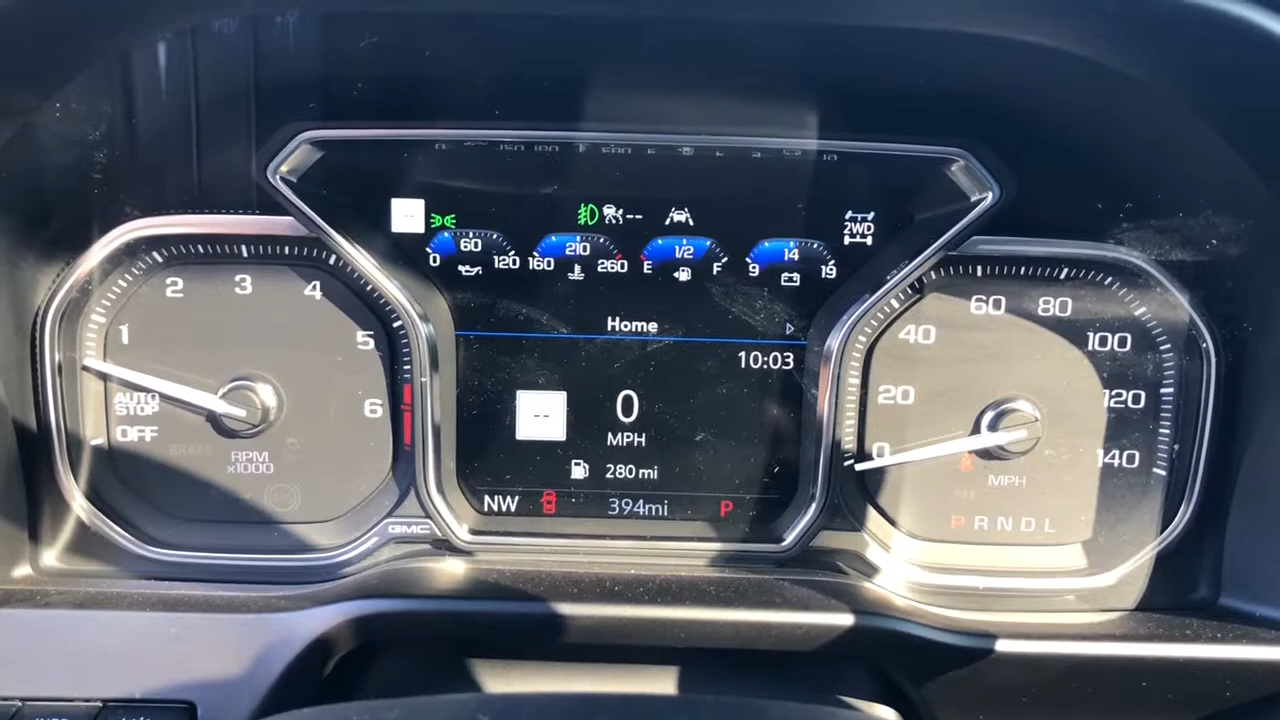 --
--
2WD
60
0 120
210
160 260
1/2
E F
14
9 19
Home
10:03
--
0
MPH
280 mi
NW 394mi P
1 2 3 4 5 6
AUTO
STOP
OFF
RPM
x1000
GMC
0 20 40 60 80 100 120 140
MPH
P R N D L